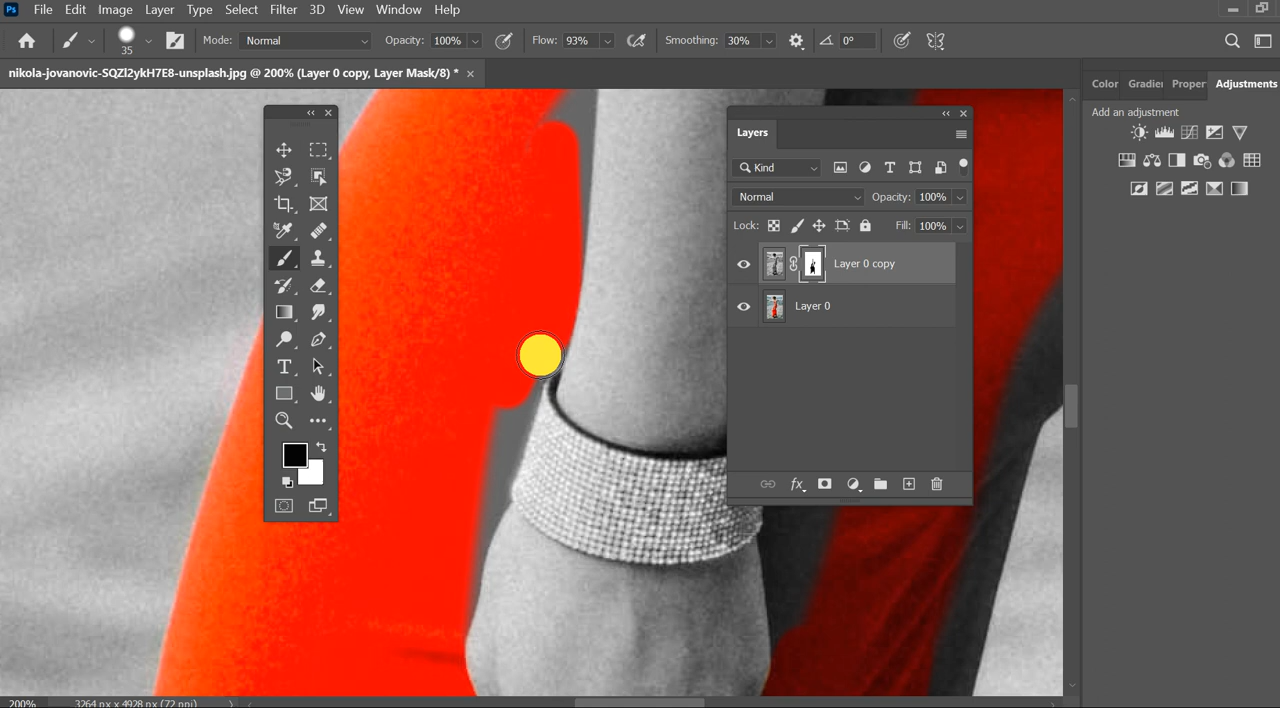 Ps File Edit Image Layer Type Select Filter 3D View Window Help
35 Mode: Normal Opacity: 100% Flow: 93% Smoothing: 30% 0°
nikola-jovanovic-SQZl2ykH7E8-unsplash.jpg @ 200% (Layer 0 copy, Layer Mask/8) *
Color Gradie Proper Adjustments
Add an adjustment
Layers
Kind
Normal Opacity: 100%
Lock: Fill: 100%
Layer 0 copy
Layer 0
200% 3264 px x 4928 px (72 ppi)